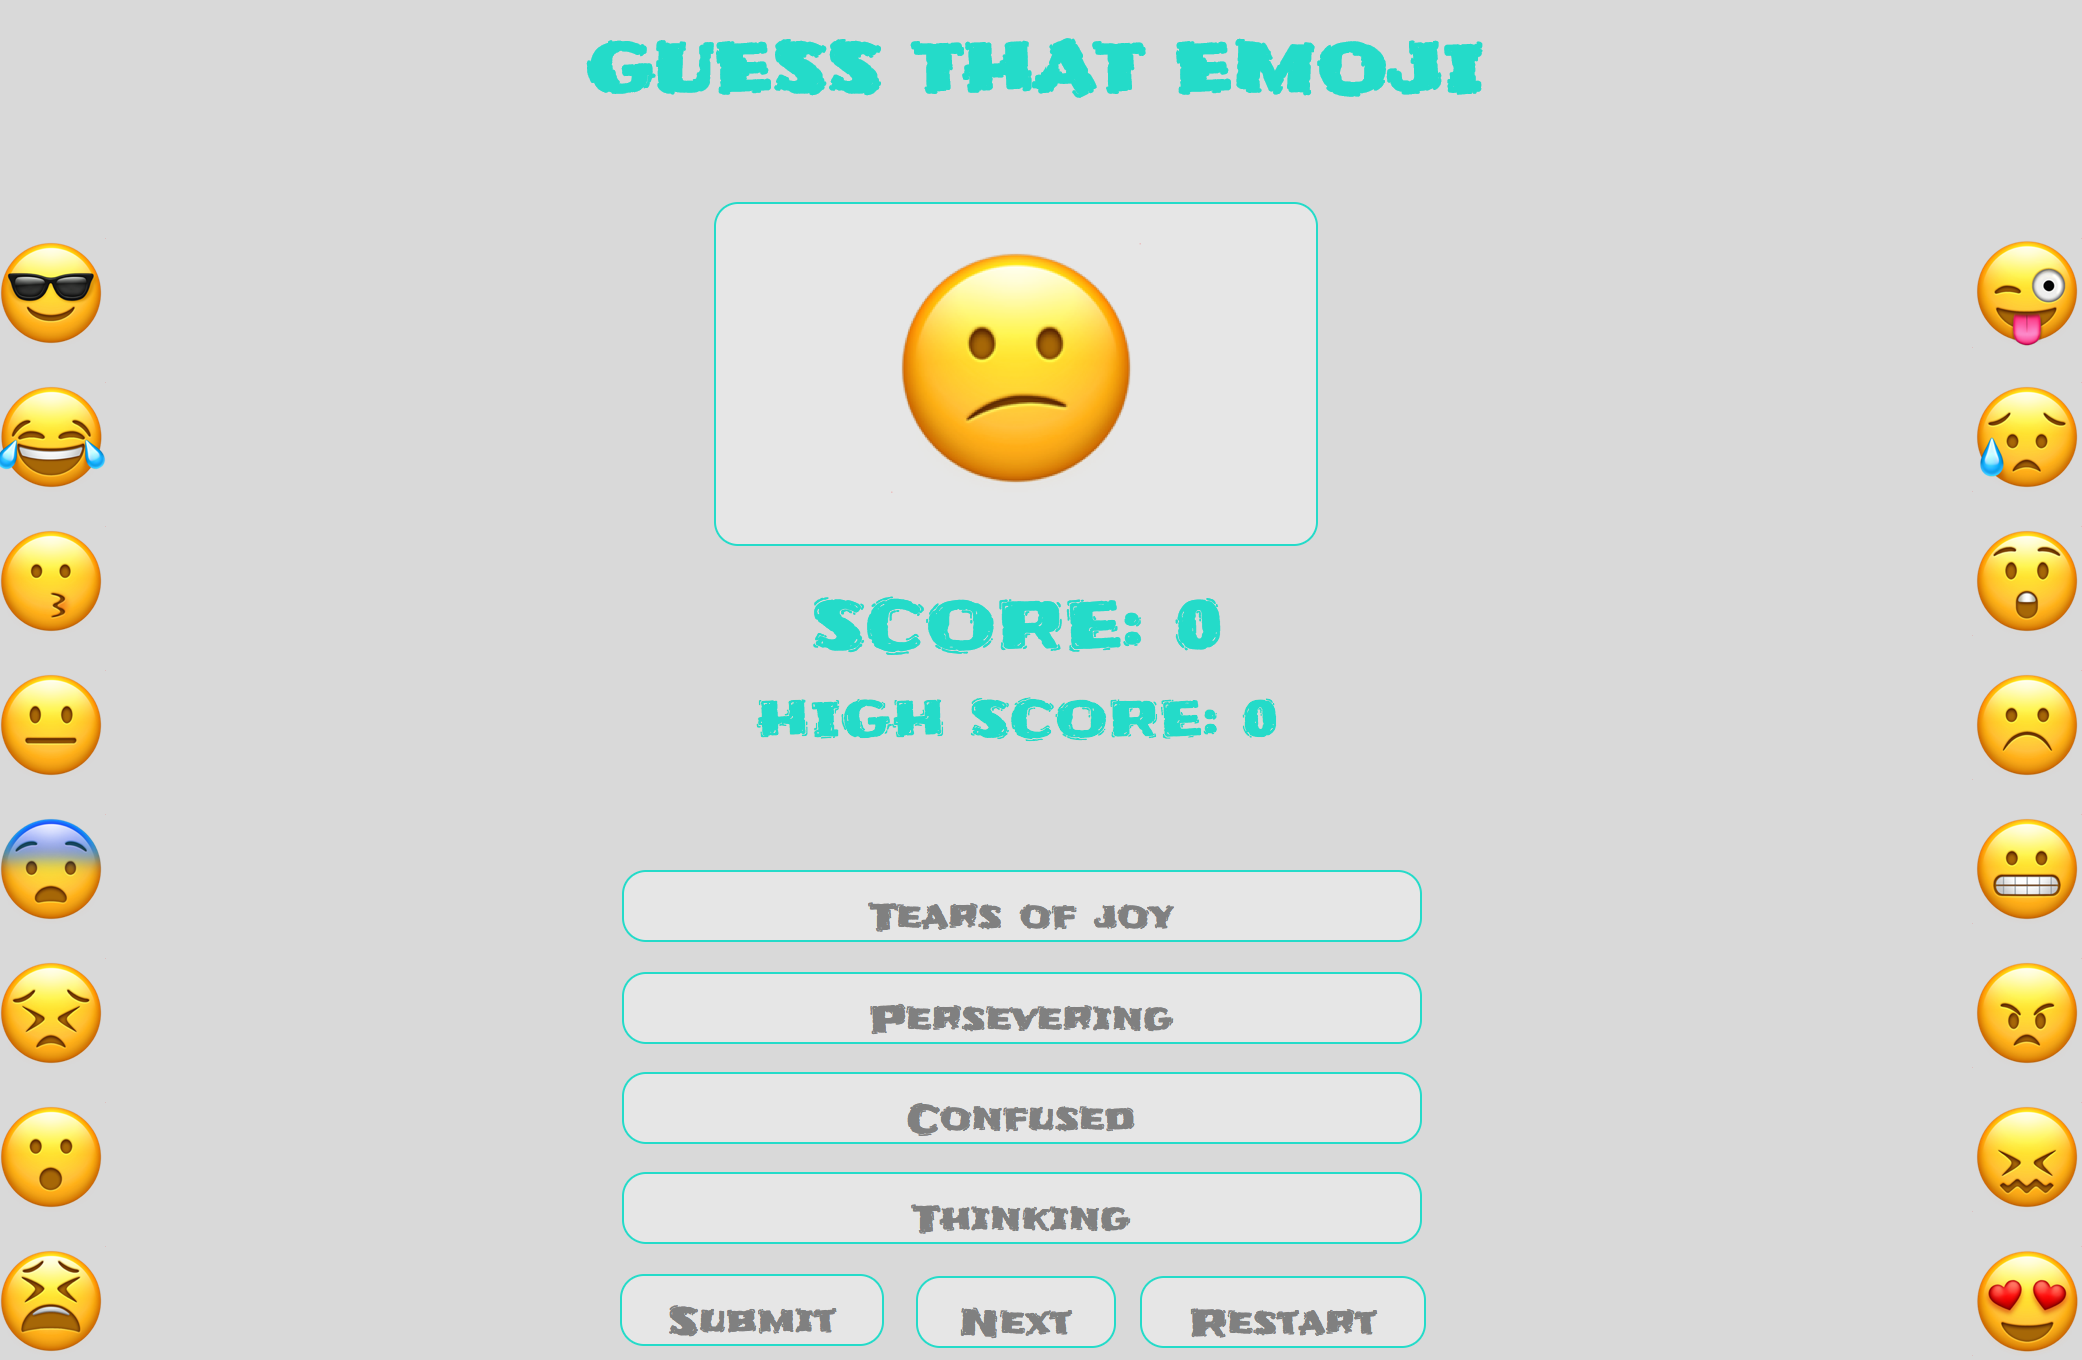 GUESS THAT EMOJI
SCORE: 0
HIGH SCORE: 0
Tears of joy
Persevering
Confused
Thinking
Submit
Next
Restart